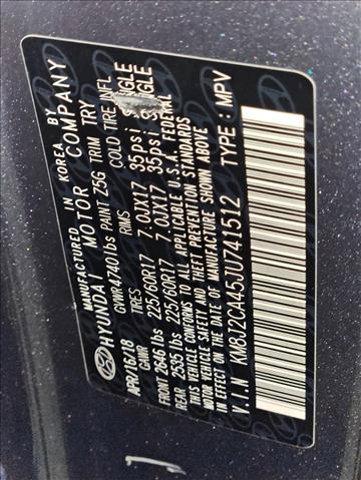 MANUFACTURED IN KOREA BY
HYUNDAI MOTOR COMPANY
APR/16/18 GVWR 4740 lbs PAINT Z5G TRIM TRY
GAWR TIRES RIMS COLD TIRE INFL
FRONT 2646 lbs 225/60R17 7.0JX17 35psi SINGLE
REAR 2535 lbs 225/60R17 7.0JX17 35psi SINGLE
THIS VEHICLE CONFORMS TO ALL APPLICABLE U.S.A. FEDERAL
MOTOR VEHICLE SAFETY, BUMPER, AND THEFT PREVENTION STANDARDS
IN EFFECT ON THE DATE OF MANUFACTURE SHOWN ABOVE
V.I.N KM8J2CA45JU741512 TYPE : MPV